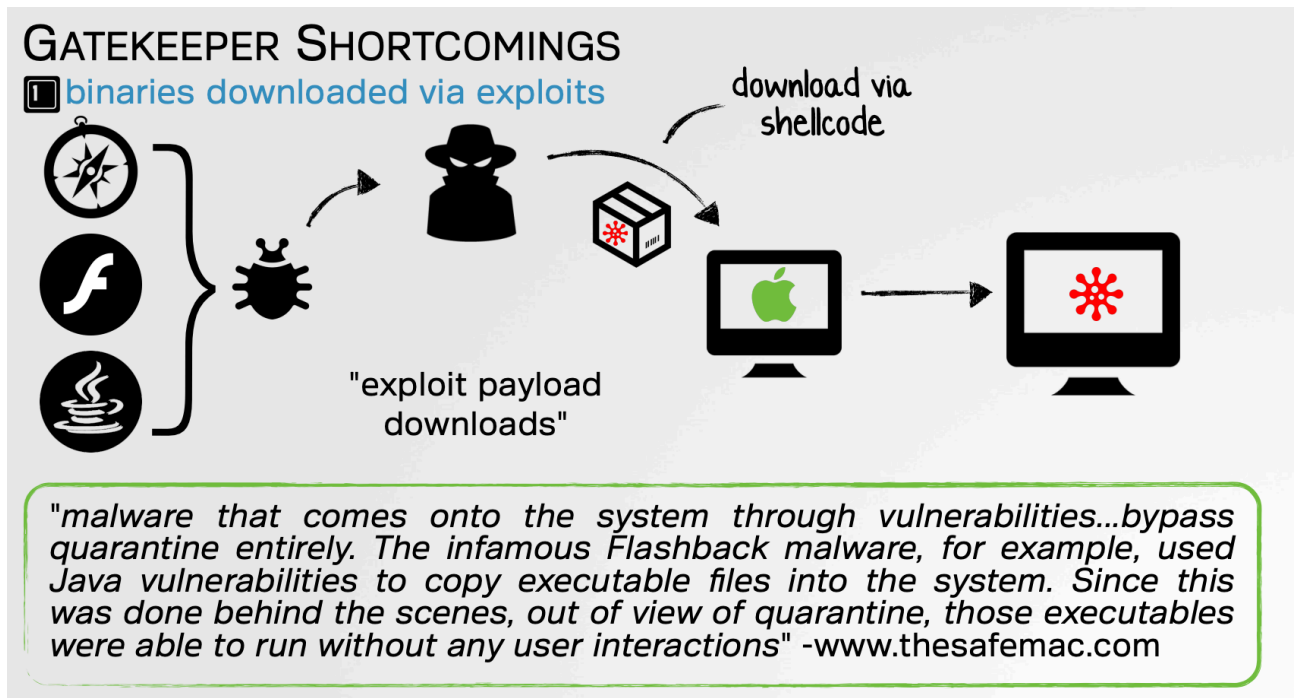 GATEKEEPER SHORTCOMINGS
1 binaries downloaded via exploits
download via
shellcode
"exploit payload
downloads"
"malware that comes onto the system through vulnerabilities...bypass
quarantine entirely. The infamous Flashback malware, for example, used
Java vulnerabilities to copy executable files into the system. Since this
was done behind the scenes, out of view of quarantine, those executables
were able to run without any user interactions" -www.thesafemac.com